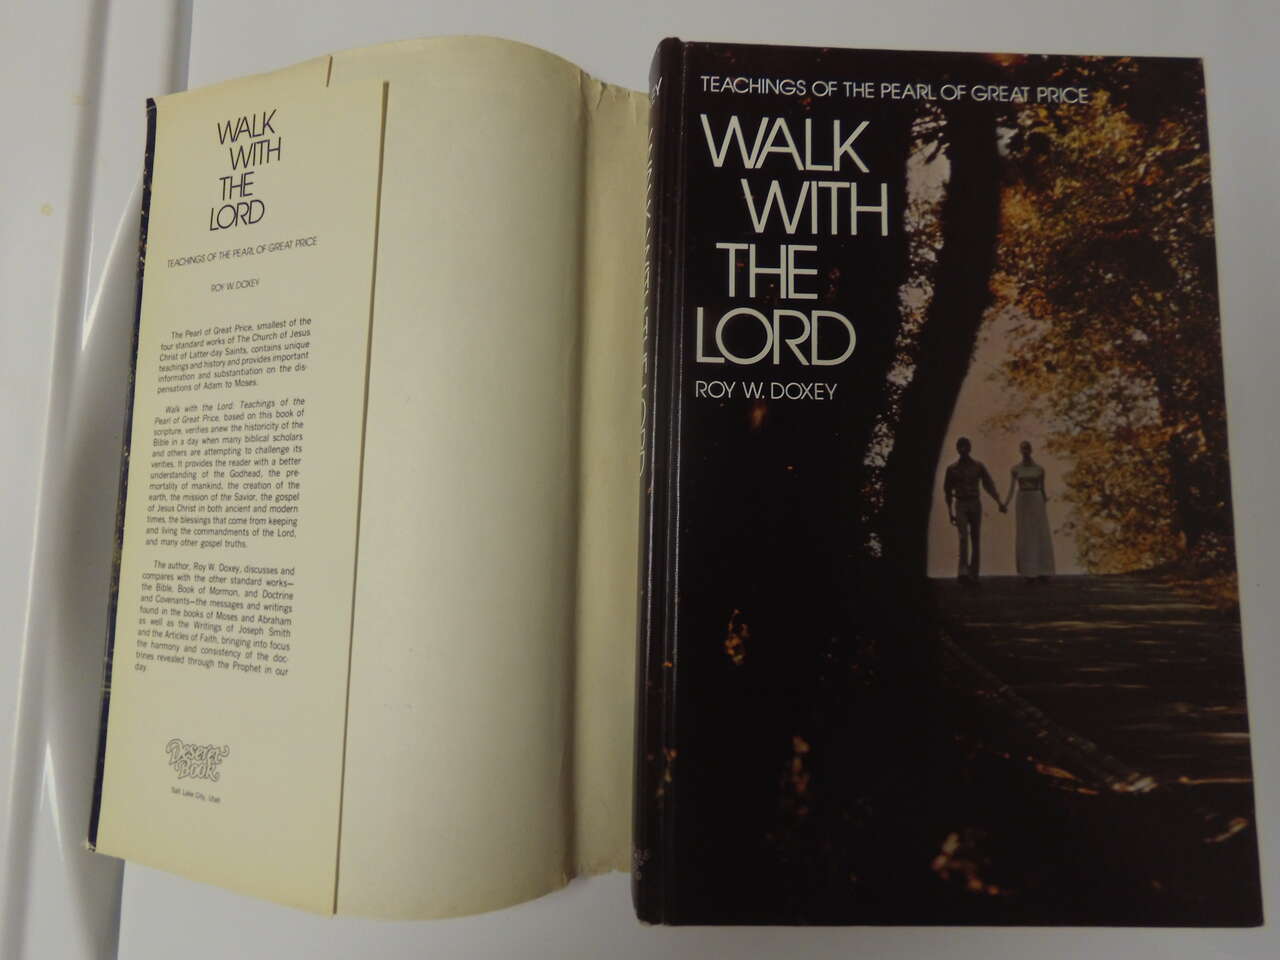 WALK
WITH
THE
LORD
TEACHINGS OF THE PEARL OF GREAT PRICE
ROY W. DOXEY
The Pearl of Great Price, smallest of the
four standard works of The Church of Jesus
Christ of Latter-day Saints, contains unique
teachings and history and provides important
information and substantiation on the dis-
pensations of Adam to Moses.
Walk with the Lord: Teachings of the
Pearl of Great Price, based on this book of
scripture, verifies anew the historicity of the
Bible in a day when many biblical scholars
and others are attempting to challenge its
verities. It provides the reader with a better
understanding of the Godhead, the pre-
mortality of mankind, the creation of the
earth, the mission of the Savior, the gospel
of Jesus Christ in both ancient and modern
times, the blessings that come from keeping
and living the commandments of the Lord,
and many other gospel truths.
The author, Roy W. Doxey, discusses and
compares with the other standard works—
the Bible, Book of Mormon, and Doctrine
and Covenants—the messages and writings
found in the books of Moses and Abraham
as well as the Writings of Joseph Smith
and the Articles of Faith, bringing into focus
the harmony and consistency of the doc-
trines revealed through the Prophet in our
day.
Deseret
Book
Salt Lake City, Utah
TEACHINGS OF THE PEARL OF GREAT PRICE
WALK
WITH
THE
LORD
ROY W. DOXEY